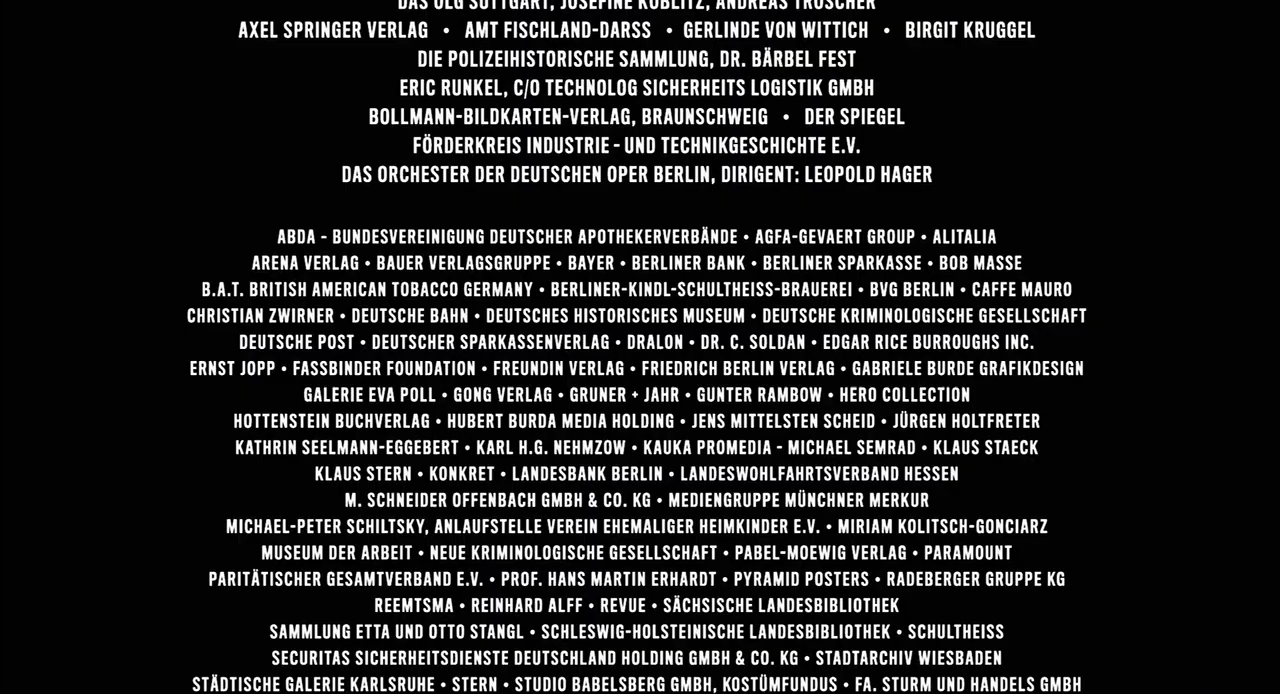 DAS OLG STUTTGART, JOSEFINE KOBLITZ, ANDREAS TRÖSCHER
AXEL SPRINGER VERLAG • AMT FISCHLAND-DARSS • GERLINDE VON WITTICH • BIRGIT KRUGGEL
DIE POLIZEIHISTORISCHE SAMMLUNG, DR. BÄRBEL FEST
ERIC RUNKEL, C/O TECHNOLOG SICHERHEITS LOGISTIK GMBH
BOLLMANN-BILDKARTEN-VERLAG, BRAUNSCHWEIG • DER SPIEGEL
FÖRDERKREIS INDUSTRIE - UND TECHNIKGESCHICHTE E.V.
DAS ORCHESTER DER DEUTSCHEN OPER BERLIN, DIRIGENT: LEOPOLD HAGER
ABDA - BUNDESVEREINIGUNG DEUTSCHER APOTHEKERVERBÄNDE • AGFA-GEVAERT GROUP • ALITALIA
ARENA VERLAG • BAUER VERLAGSGRUPPE • BAYER • BERLINER BANK • BERLINER SPARKASSE • BOB MASSE
B.A.T. BRITISH AMERICAN TOBACCO GERMANY • BERLINER-KINDL-SCHULTHEISS-BRAUEREI • BVG BERLIN • CAFFE MAURO
CHRISTIAN ZWIRNER • DEUTSCHE BAHN • DEUTSCHES HISTORISCHES MUSEUM • DEUTSCHE KRIMINOLOGISCHE GESELLSCHAFT
DEUTSCHE POST • DEUTSCHER SPARKASSENVERLAG • DRALON • DR. C. SOLDAN • EDGAR RICE BURROUGHS INC.
ERNST JOPP • FASSBINDER FOUNDATION • FREUNDIN VERLAG • FRIEDRICH BERLIN VERLAG • GABRIELE BURDE GRAFIKDESIGN
GALERIE EVA POLL • GONG VERLAG • GRUNER + JAHR • GUNTER RAMBOW • HERO COLLECTION
HOTTENSTEIN BUCHVERLAG • HUBERT BURDA MEDIA HOLDING • JENS MITTELSTEN SCHEID • JÜRGEN HOLTFRETER
KATHRIN SEELMANN-EGGEBERT • KARL H.G. NEHMZOW • KAUKA PROMEDIA - MICHAEL SEMRAD • KLAUS STAECK
KLAUS STERN • KONKRET • LANDESBANK BERLIN • LANDESWOHLFAHRTSVERBAND HESSEN
M. SCHNEIDER OFFENBACH GMBH & CO. KG • MEDIENGRUPPE MÜNCHNER MERKUR
MICHAEL-PETER SCHILTSKY, ANLAUFSTELLE VEREIN EHEMALIGER HEIMKINDER E.V. • MIRIAM KOLITSCH-GONCIARZ
MUSEUM DER ARBEIT • NEUE KRIMINOLOGISCHE GESELLSCHAFT • PABEL-MOEWIG VERLAG • PARAMOUNT
PARITÄTISCHER GESAMTVERBAND E.V. • PROF. HANS MARTIN ERHARDT • PYRAMID POSTERS • RADEBERGER GRUPPE KG
REEMTSMA • REINHARD ALFF • REVUE • SÄCHSISCHE LANDESBIBLIOTHEK
SAMMLUNG ETTA UND OTTO STANGL • SCHLESWIG-HOLSTEINISCHE LANDESBIBLIOTHEK • SCHULTHEISS
SECURITAS SICHERHEITSDIENSTE DEUTSCHLAND HOLDING GMBH & CO. KG • STADTARCHIV WIESBADEN
STÄDTISCHE GALERIE KARLSRUHE • STERN • STUDIO BABELSBERG GMBH, KOSTÜMFUNDUS • FA. STURM UND HANDELS GMBH